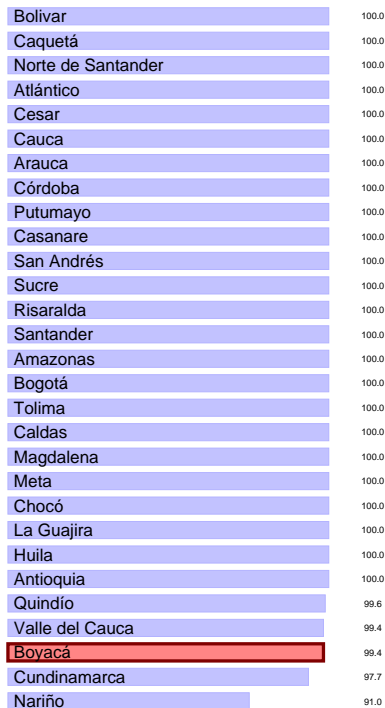 Bolivar 100.0
Caquetá 100.0
Norte de Santander 100.0
Atlántico 100.0
Cesar 100.0
Cauca 100.0
Arauca 100.0
Córdoba 100.0
Putumayo 100.0
Casanare 100.0
San Andrés 100.0
Sucre 100.0
Risaralda 100.0
Santander 100.0
Amazonas 100.0
Bogotá 100.0
Tolima 100.0
Caldas 100.0
Magdalena 100.0
Meta 100.0
Chocó 100.0
La Guajira 100.0
Huila 100.0
Antioquia 100.0
Quindío 99.6
Valle del Cauca 99.4
Boyacá 99.4
Cundinamarca 97.7
Nariño 91.0